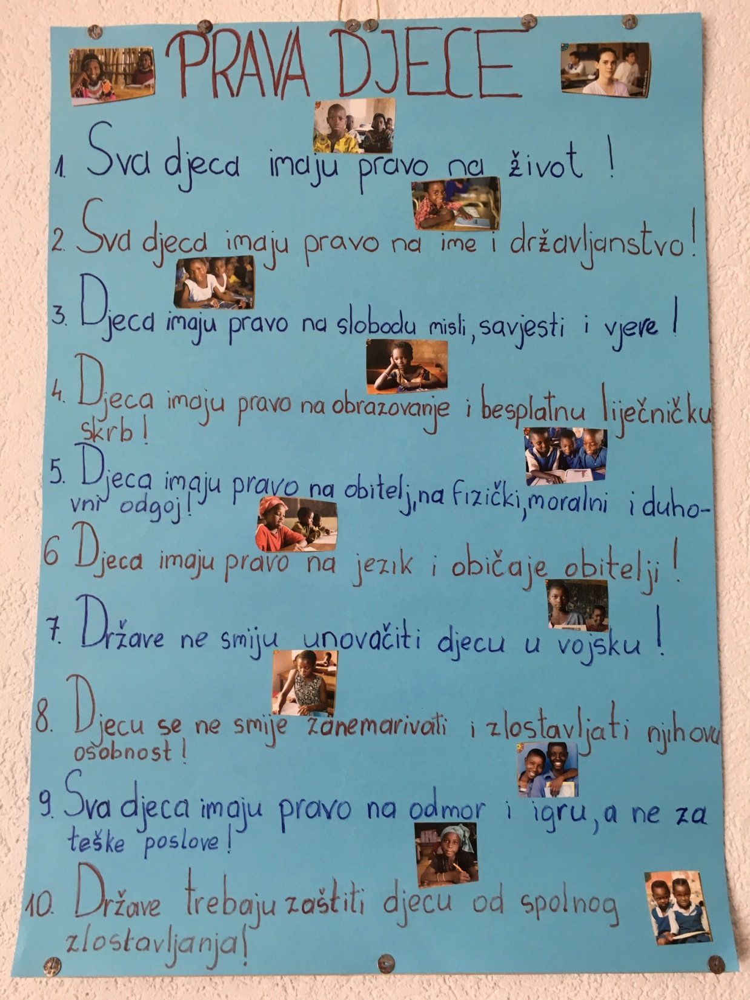 PRAVA DJECE
1. Sva djeca imaju pravo na život !
2. Sva djeca imaju pravo na ime i državljanstvo!
3. Djeca imaju pravo na slobodu misli, savjesti i vjere !
4. Djeca imaju pravo na obrazovanje i besplatnu liječničku
skrb!
5. Djeca imaju pravo na obitelj, na fizički, moralni i duho-
vni odgoj!
6 Djeca imaju pravo na jezik i običaje obitelji !
7. Države ne smiju unovačiti djecu u vojsku !
8. Djecu se ne smije zanemarivati i zlostavljati njihovu
osobnost !
9. Sva djeca imaju pravo na odmor i igru, a ne za
teške poslove !
10. Države trebaju zaštiti djecu od spolnog
zlostavljanja!